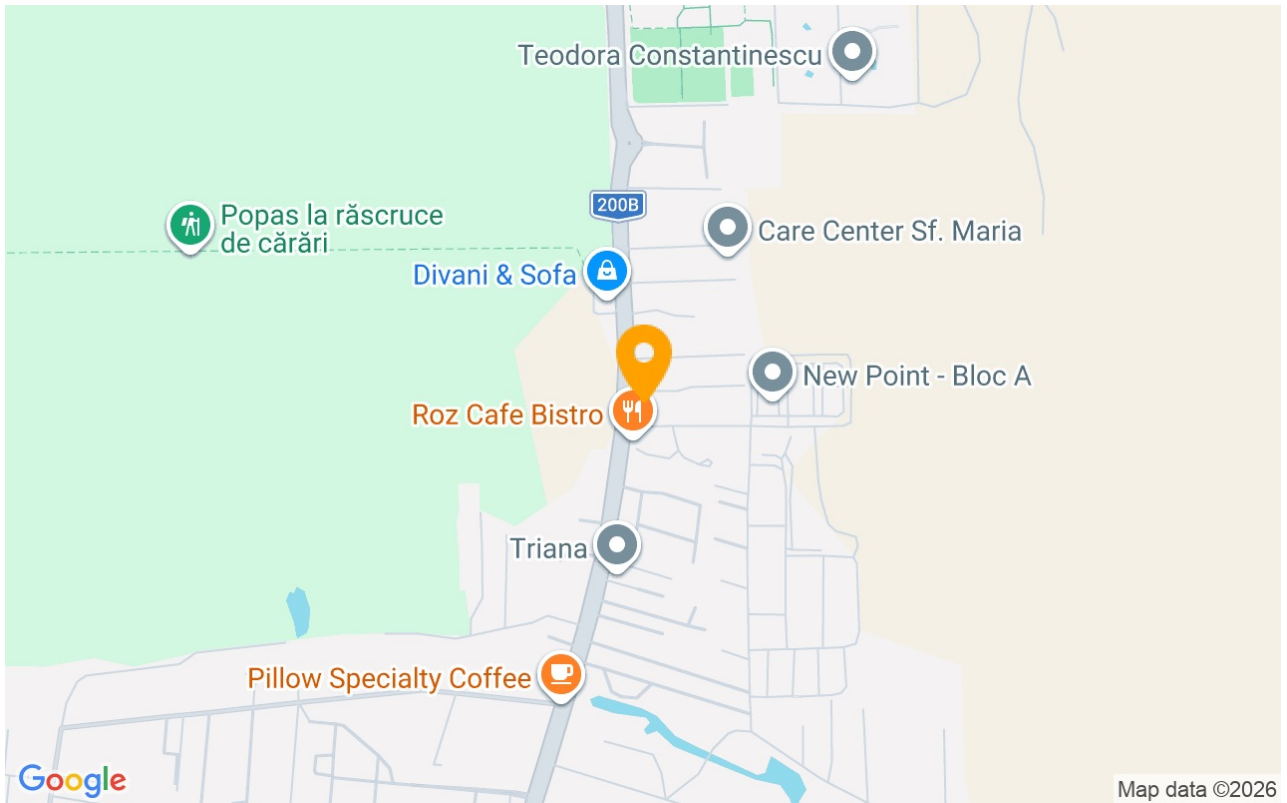 Teodora Constantinescu
200B
Popas la răscruce
de cărări
Care Center Sf. Maria
Divani & Sofa
New Point - Bloc A
Roz Cafe Bistro
Triana
Pillow Specialty Coffee
Google
Map data ©2026